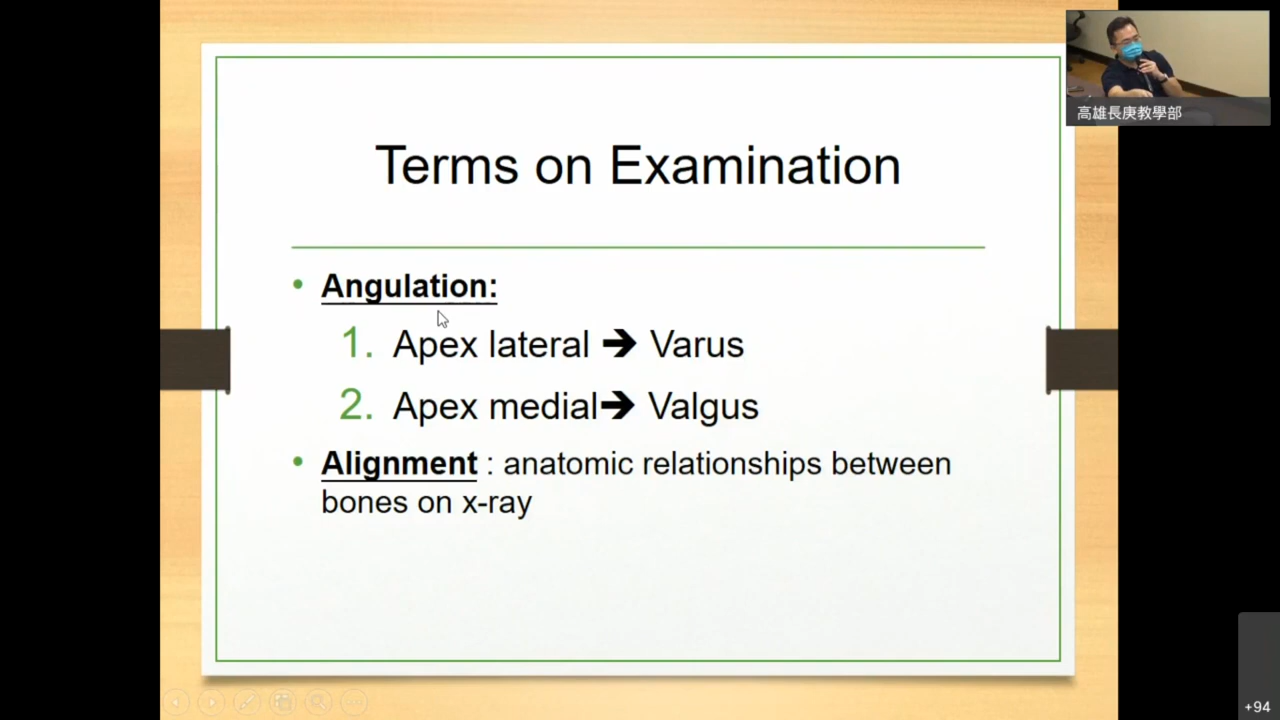 Terms on Examination
• Angulation:
1. Apex lateral ➔ Varus
2. Apex medial➔ Valgus
• Alignment : anatomic relationships between
bones on x-ray
高雄長庚教學部
+94